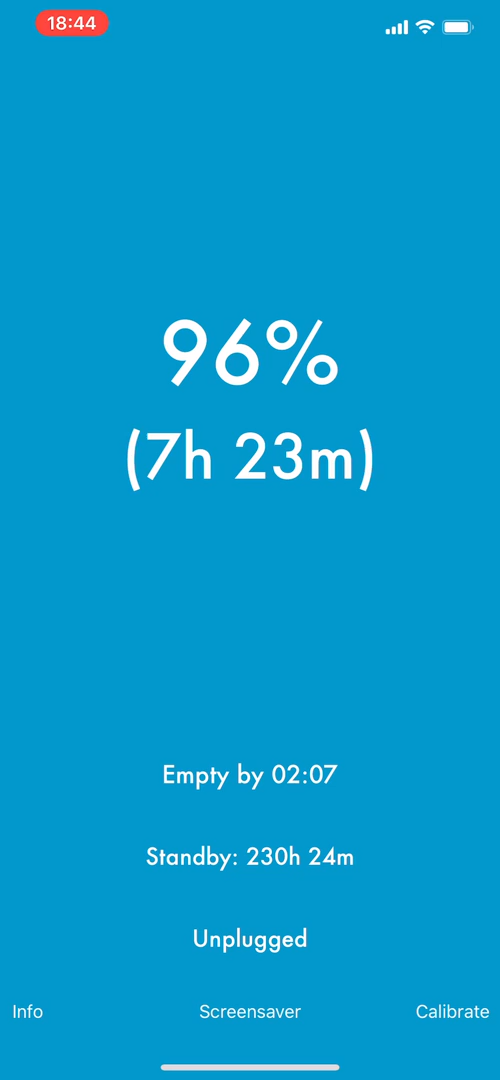 18:44
96%
(7h 23m)
Empty by 02:07
Standby: 230h 24m
Unplugged
Info Screensaver Calibrate